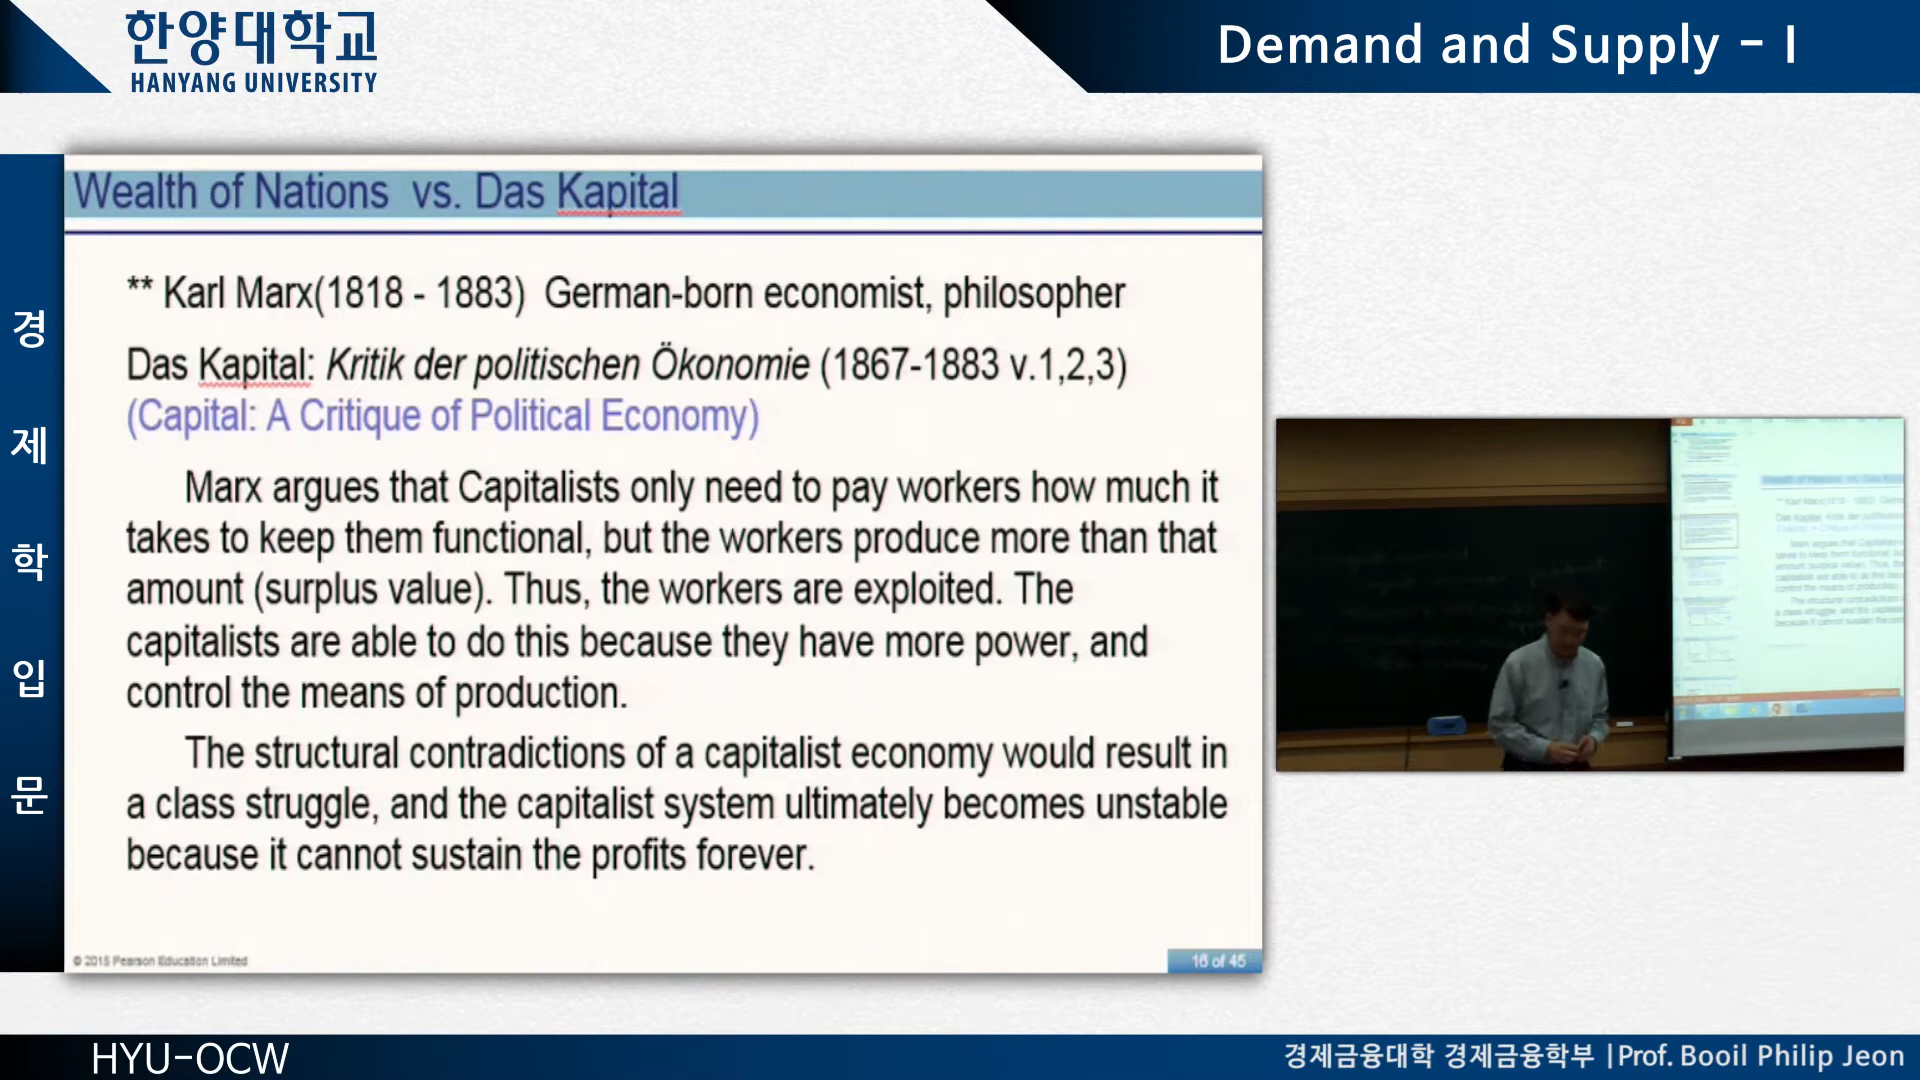 한양대학교
HANYANG UNIVERSITY
Demand and Supply - I
경제학입문
Wealth of Nations vs. Das Kapital
** Karl Marx(1818 - 1883) German-born economist, philosopher
Das Kapital: Kritik der politischen Ökonomie (1867-1883 v.1,2,3)
(Capital: A Critique of Political Economy)
Marx argues that Capitalists only need to pay workers how much it
takes to keep them functional, but the workers produce more than that
amount (surplus value). Thus, the workers are exploited. The
capitalists are able to do this because they have more power, and
control the means of production.
The structural contradictions of a capitalist economy would result in
a class struggle, and the capitalist system ultimately becomes unstable
because it cannot sustain the profits forever.
© 2015 Pearson Education Limited
16 of 45
HYU-OCW
경제금융대학 경제금융학부 |Prof. Booil Philip Jeon